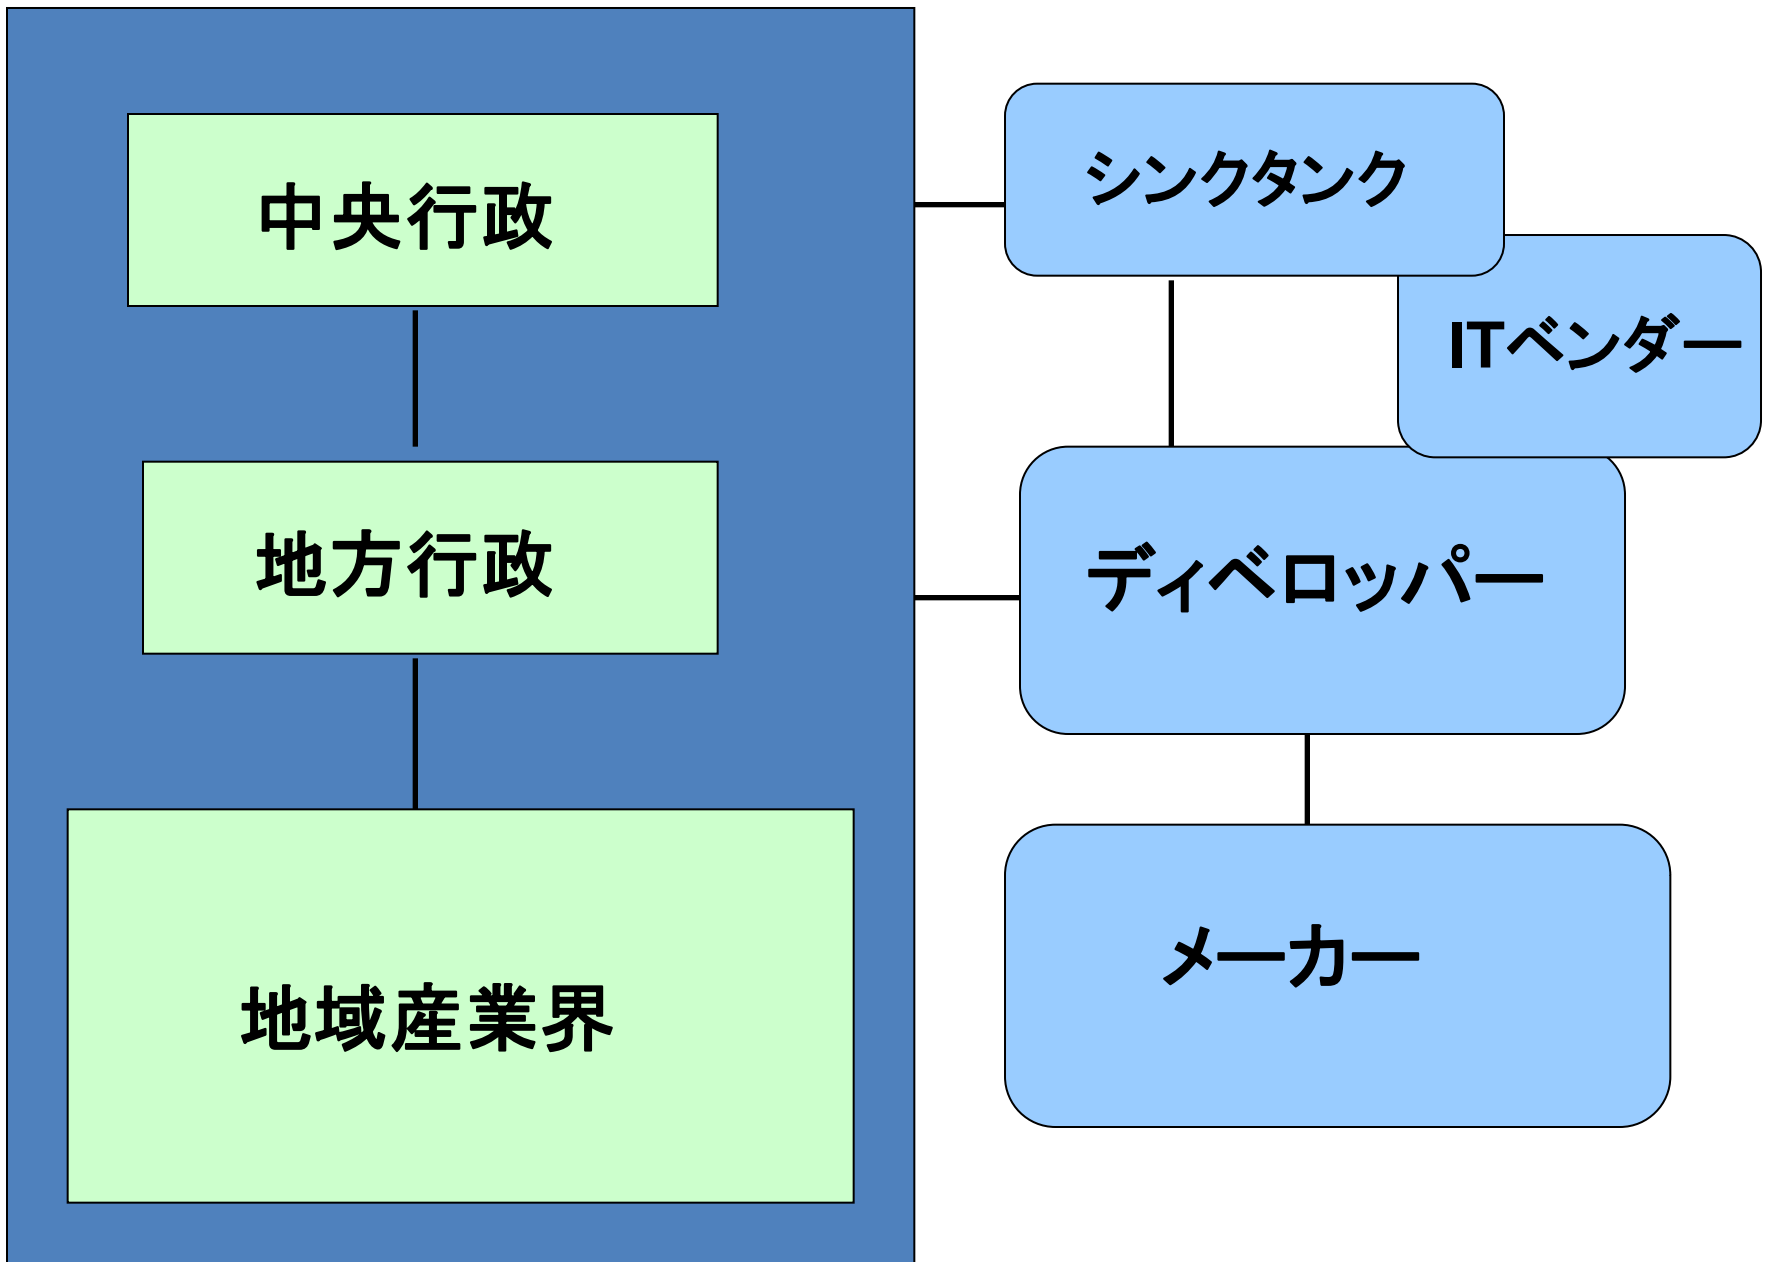 中央行政
地方行政
地域産業界
シンクタンク
ITベンダー
ディベロッパー
メーカー